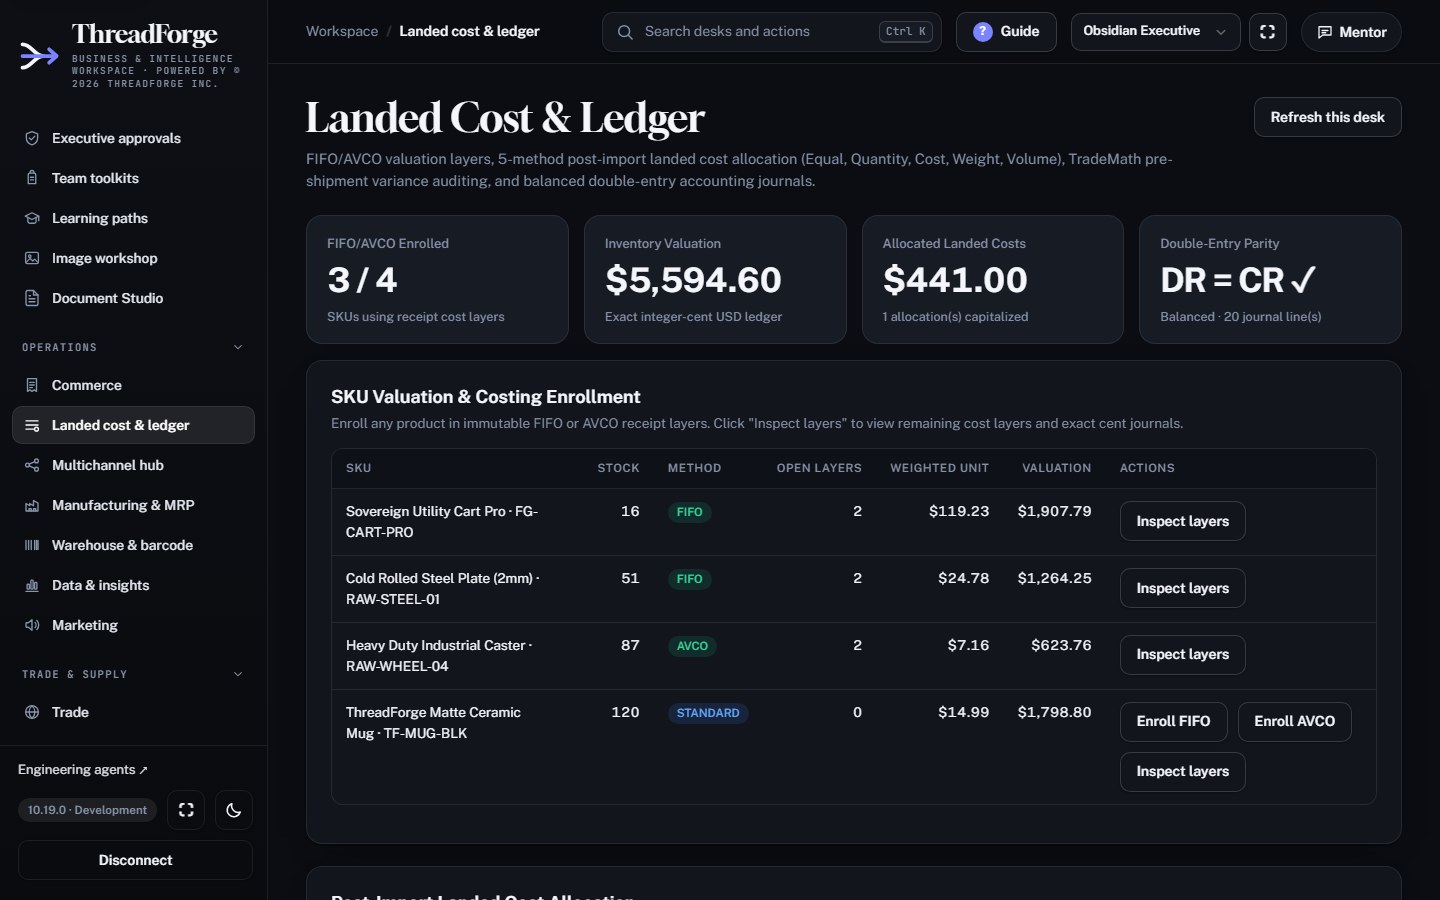 ThreadForge
BUSINESS & INTELLIGENCE
WORKSPACE · POWERED BY ©
2026 THREADFORGE INC.
Executive approvals
Team toolkits
Learning paths
Image workshop
Document Studio
OPERATIONS
Commerce
Landed cost & ledger
Multichannel hub
Manufacturing & MRP
Warehouse & barcode
Data & insights
Marketing
TRADE & SUPPLY
Trade
Engineering agents ↗
10.19.0 · Development
Disconnect
Workspace / Landed cost & ledger
Search desks and actions Ctrl K
? Guide
Obsidian Executive
Mentor
Landed Cost & Ledger
Refresh this desk
FIFO/AVCO valuation layers, 5-method post-import landed cost allocation (Equal, Quantity, Cost, Weight, Volume), TradeMath pre-
shipment variance auditing, and balanced double-entry accounting journals.
FIFO/AVCO Enrolled
3 / 4
SKUs using receipt cost layers
Inventory Valuation
$5,594.60
Exact integer-cent USD ledger
Allocated Landed Costs
$441.00
1 allocation(s) capitalized
Double-Entry Parity
DR = CR ✓
Balanced · 20 journal line(s)
SKU Valuation & Costing Enrollment
Enroll any product in immutable FIFO or AVCO receipt layers. Click "Inspect layers" to view remaining cost layers and exact cent journals.
SKU STOCK METHOD OPEN LAYERS WEIGHTED UNIT VALUATION ACTIONS
Sovereign Utility Cart Pro · FG- 16 FIFO 2 $119.23 $1,907.79 Inspect layers
CART-PRO
Cold Rolled Steel Plate (2mm) · 51 FIFO 2 $24.78 $1,264.25 Inspect layers
RAW-STEEL-01
Heavy Duty Industrial Caster · 87 AVCO 2 $7.16 $623.76 Inspect layers
RAW-WHEEL-04
ThreadForge Matte Ceramic 120 STANDARD 0 $14.99 $1,798.80 Enroll FIFO Enroll AVCO
Mug · TF-MUG-BLK
Inspect layers
Post-Import Landed Cost Allocation